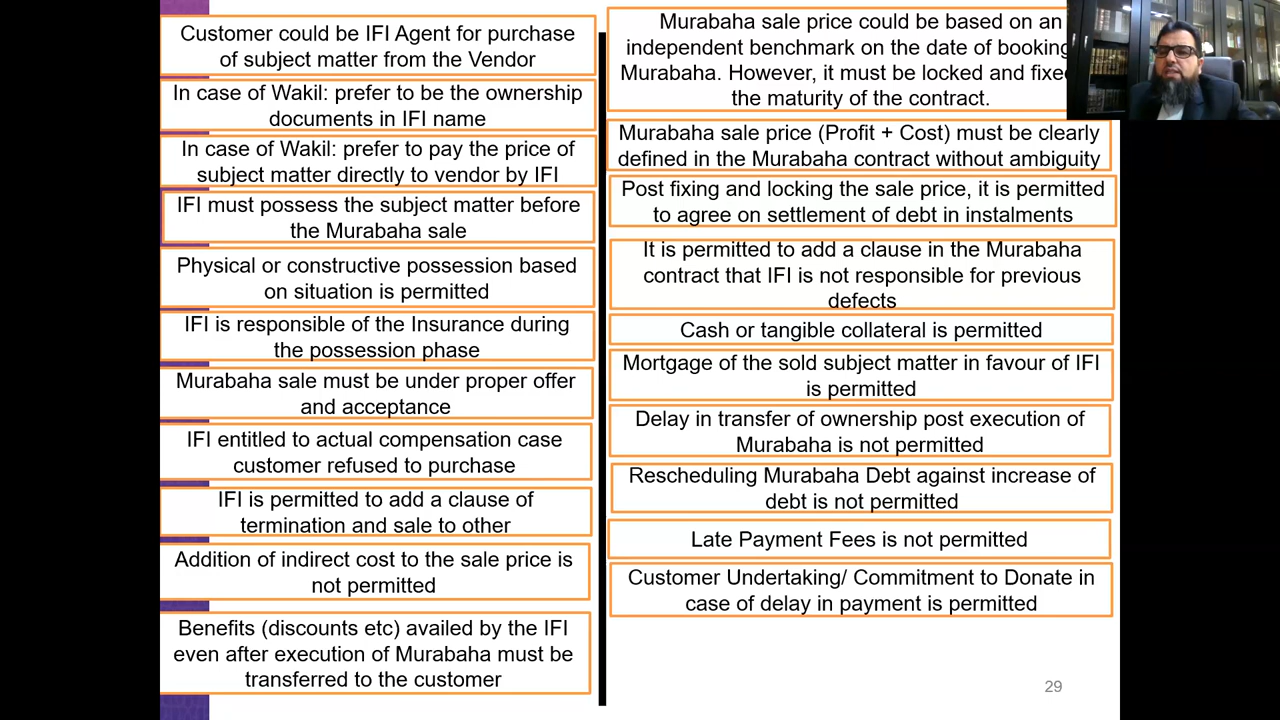 Customer could be IFI Agent for purchase
of subject matter from the Vendor
In case of Wakil: prefer to be the ownership
documents in IFI name
In case of Wakil: prefer to pay the price of
subject matter directly to vendor by IFI
IFI must possess the subject matter before
the Murabaha sale
Physical or constructive possession based
on situation is permitted
IFI is responsible of the Insurance during
the possession phase
Murabaha sale must be under proper offer
and acceptance
IFI entitled to actual compensation case
customer refused to purchase
IFI is permitted to add a clause of
termination and sale to other
Addition of indirect cost to the sale price is
not permitted
Benefits (discounts etc) availed by the IFI
even after execution of Murabaha must be
transferred to the customer
Murabaha sale price could be based on an
independent benchmark on the date of booking
Murabaha. However, it must be locked and
the maturity of the contract.
Murabaha sale price (Profit + Cost) must be clearly
defined in the Murabaha contract without ambiguity
Post fixing and locking the sale price, it is permitted
to agree on settlement of debt in instalments
It is permitted to add a clause in the Murabaha
contract that IFI is not responsible for previous
defects
Cash or tangible collateral is permitted
Mortgage of the sold subject matter in favour of IFI
is permitted
Delay in transfer of ownership post execution of
Murabaha is not permitted
Rescheduling Murabaha Debt against increase of
debt is not permitted
Late Payment Fees is not permitted
Customer Undertaking/ Commitment to Donate in
case of delay in payment is permitted
29